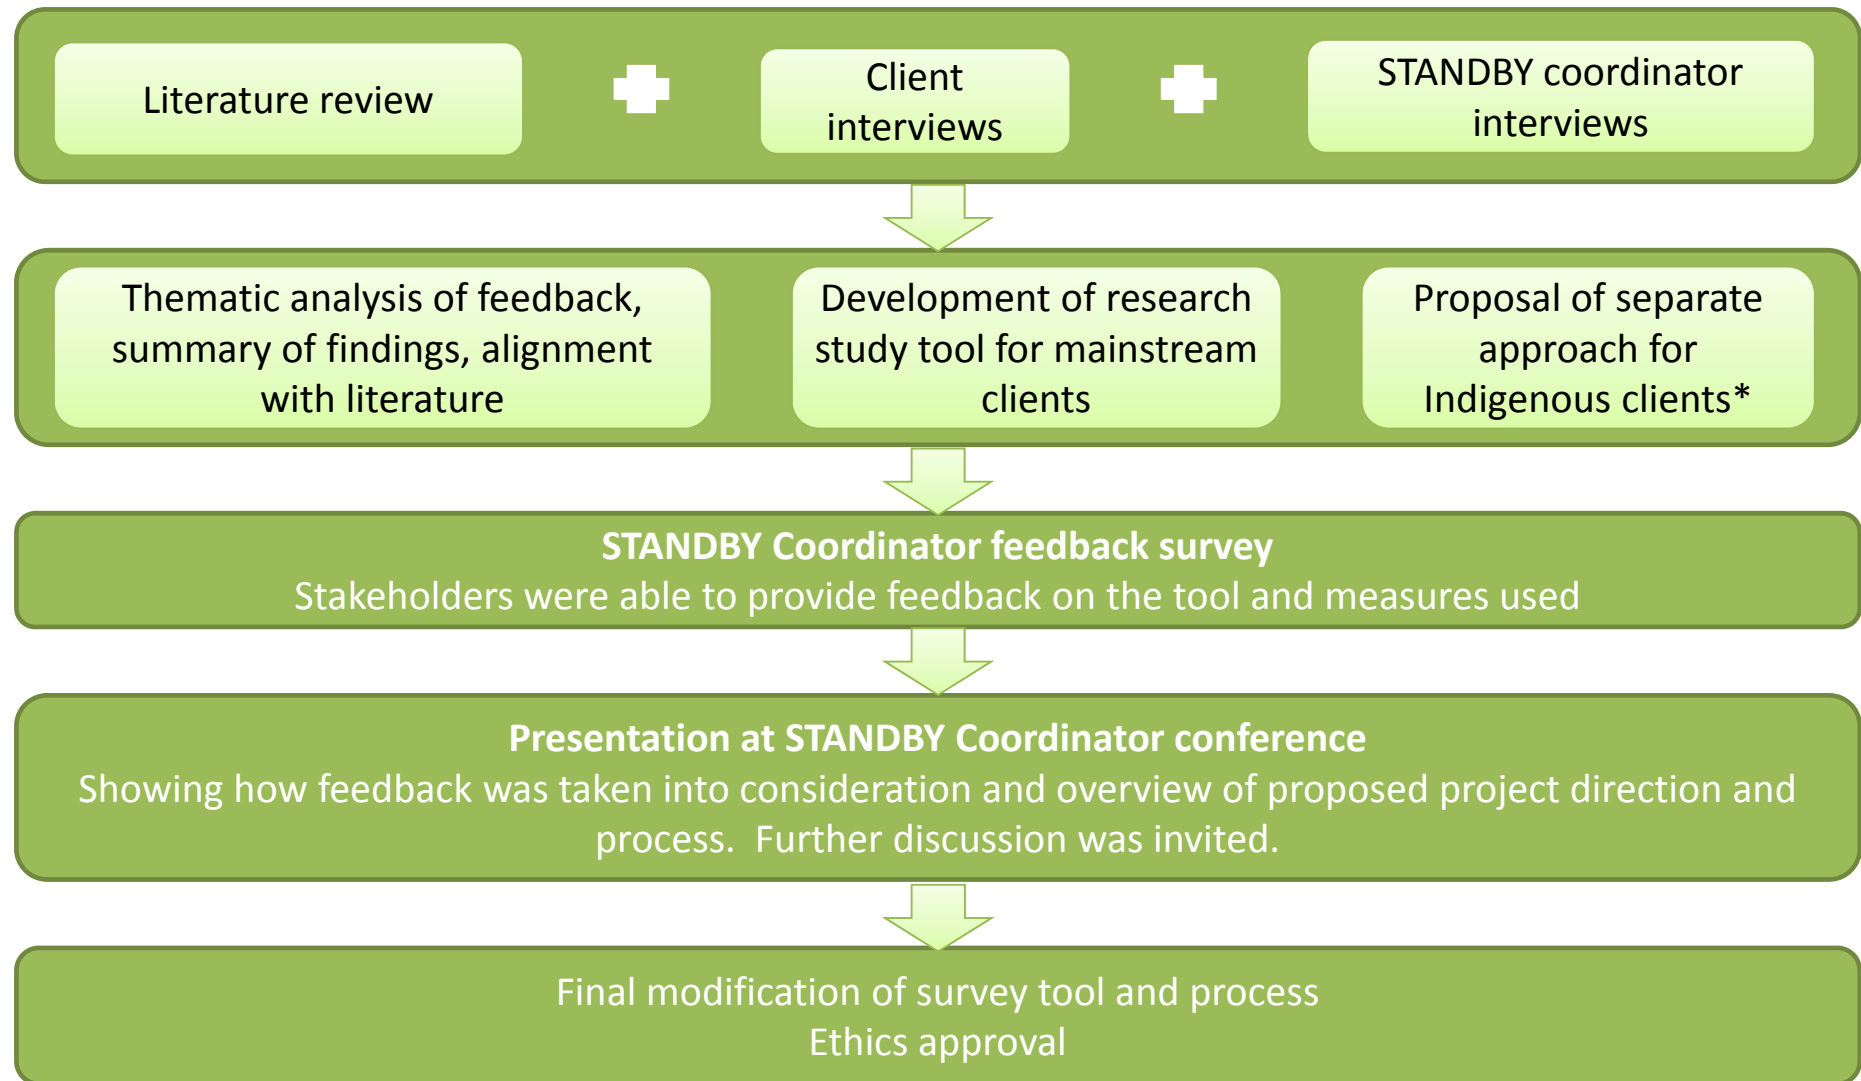 Literature review
Client
interviews
STANDBY coordinator
interviews
Thematic analysis of feedback,
summary of findings, alignment
with literature
Development of research
study tool for mainstream
clients
Proposal of separate
approach for
Indigenous clients*
STANDBY Coordinator feedback survey
Stakeholders were able to provide feedback on the tool and measures used
Presentation at STANDBY Coordinator conference
Showing how feedback was taken into consideration and overview of proposed project direction and
process.  Further discussion was invited.
Final modification of survey tool and process
Ethics approval